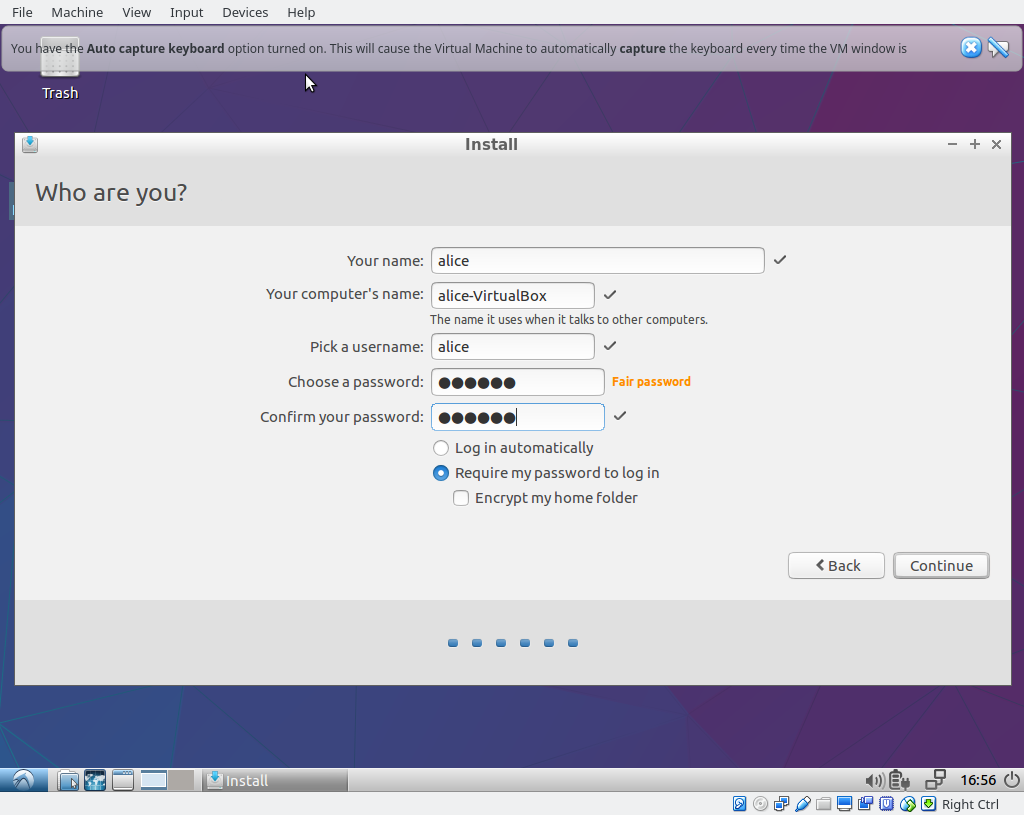 File Machine View Input Devices Help
You have the Auto capture keyboard option turned on. This will cause the Virtual Machine to automatically capture the keyboard every time the VM window is
Trash
Install
Who are you?
Your name: alice
Your computer's name: alice-VirtualBox
The name it uses when it talks to other computers.
Pick a username: alice
Choose a password: ●●●●●● Fair password
Confirm your password: ●●●●●●
Log in automatically
Require my password to log in
Encrypt my home folder
Back Continue
Install 16:56
Right Ctrl